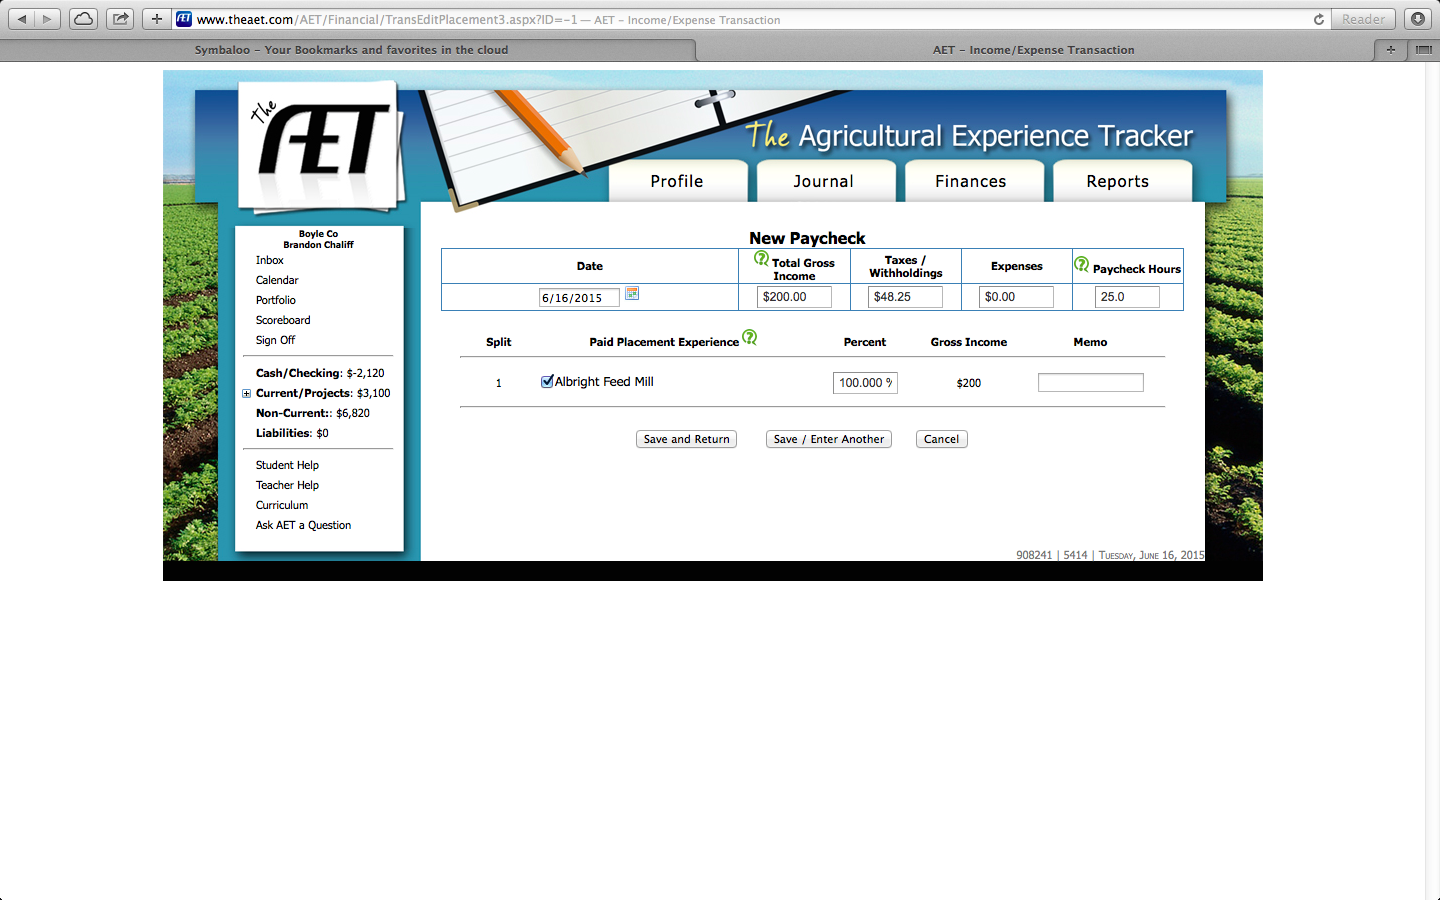 www.theaet.com/AET/Financial/TransEditPlacement3.aspx?ID=-1 — AET - Income/Expense Transaction
Reader
Symbaloo - Your Bookmarks and favorites in the cloud
AET - Income/Expense Transaction
The AET
The Agricultural Experience Tracker
Profile
Journal
Finances
Reports
Boyle Co
Brandon Chaliff
Inbox
Calendar
Portfolio
Scoreboard
Sign Off
Cash/Checking: $-2,120
Current/Projects: $3,100
Non-Current:: $6,820
Liabilities: $0
Student Help
Teacher Help
Curriculum
Ask AET a Question
New Paycheck
Date
Total Gross
Income
Taxes /
Withholdings
Expenses
Paycheck Hours
6/16/2015
$200.00
$48.25
$0.00
25.0
Split
Paid Placement Experience
Percent
Gross Income
Memo
1
Albright Feed Mill
100.000 %
$200
Save and Return
Save / Enter Another
Cancel
908241 | 5414 | Tuesday, June 16, 2015